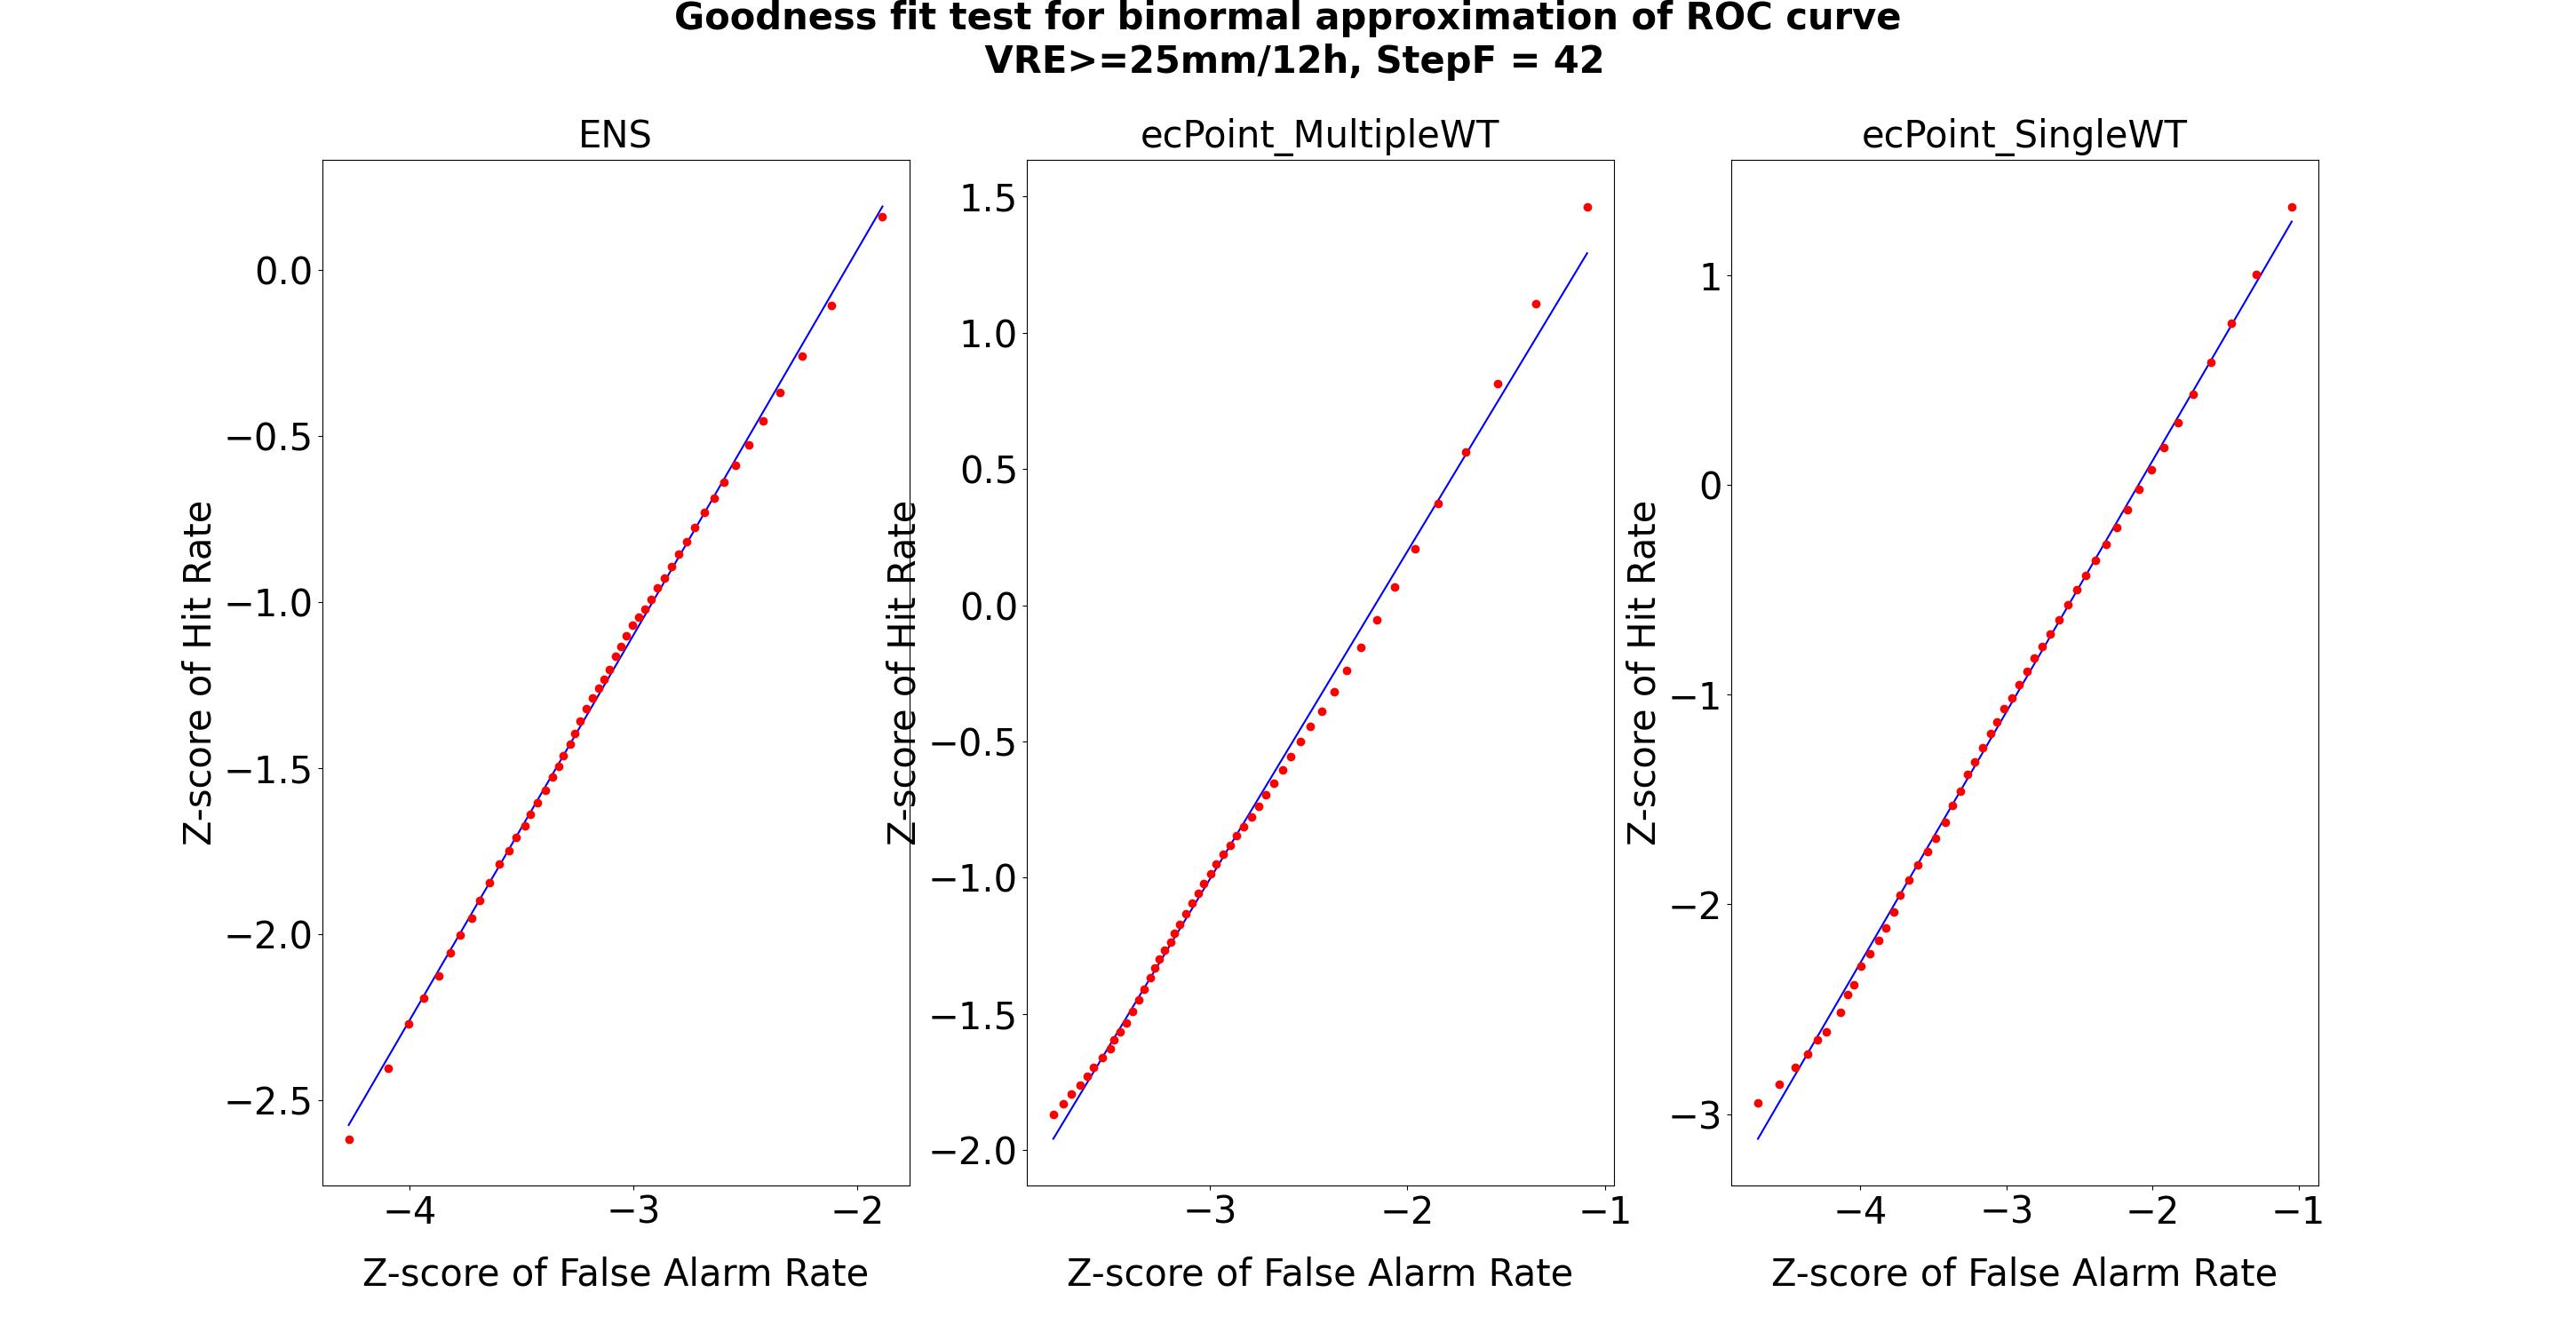 Goodness fit test for binormal approximation of ROC curve
VRE>=25mm/12h, StepF = 42
ENS
0.0
−0.5
−1.0
−1.5
−2.0
−2.5
Z-score of Hit Rate
−4 −3 −2
Z-score of False Alarm Rate
ecPoint_MultipleWT
1.5
1.0
0.5
0.0
−0.5
−1.0
−1.5
−2.0
Z-score of Hit Rate
−3 −2 −1
Z-score of False Alarm Rate
ecPoint_SingleWT
1
0
−1
−2
−3
Z-score of Hit Rate
−4 −3 −2 −1
Z-score of False Alarm Rate